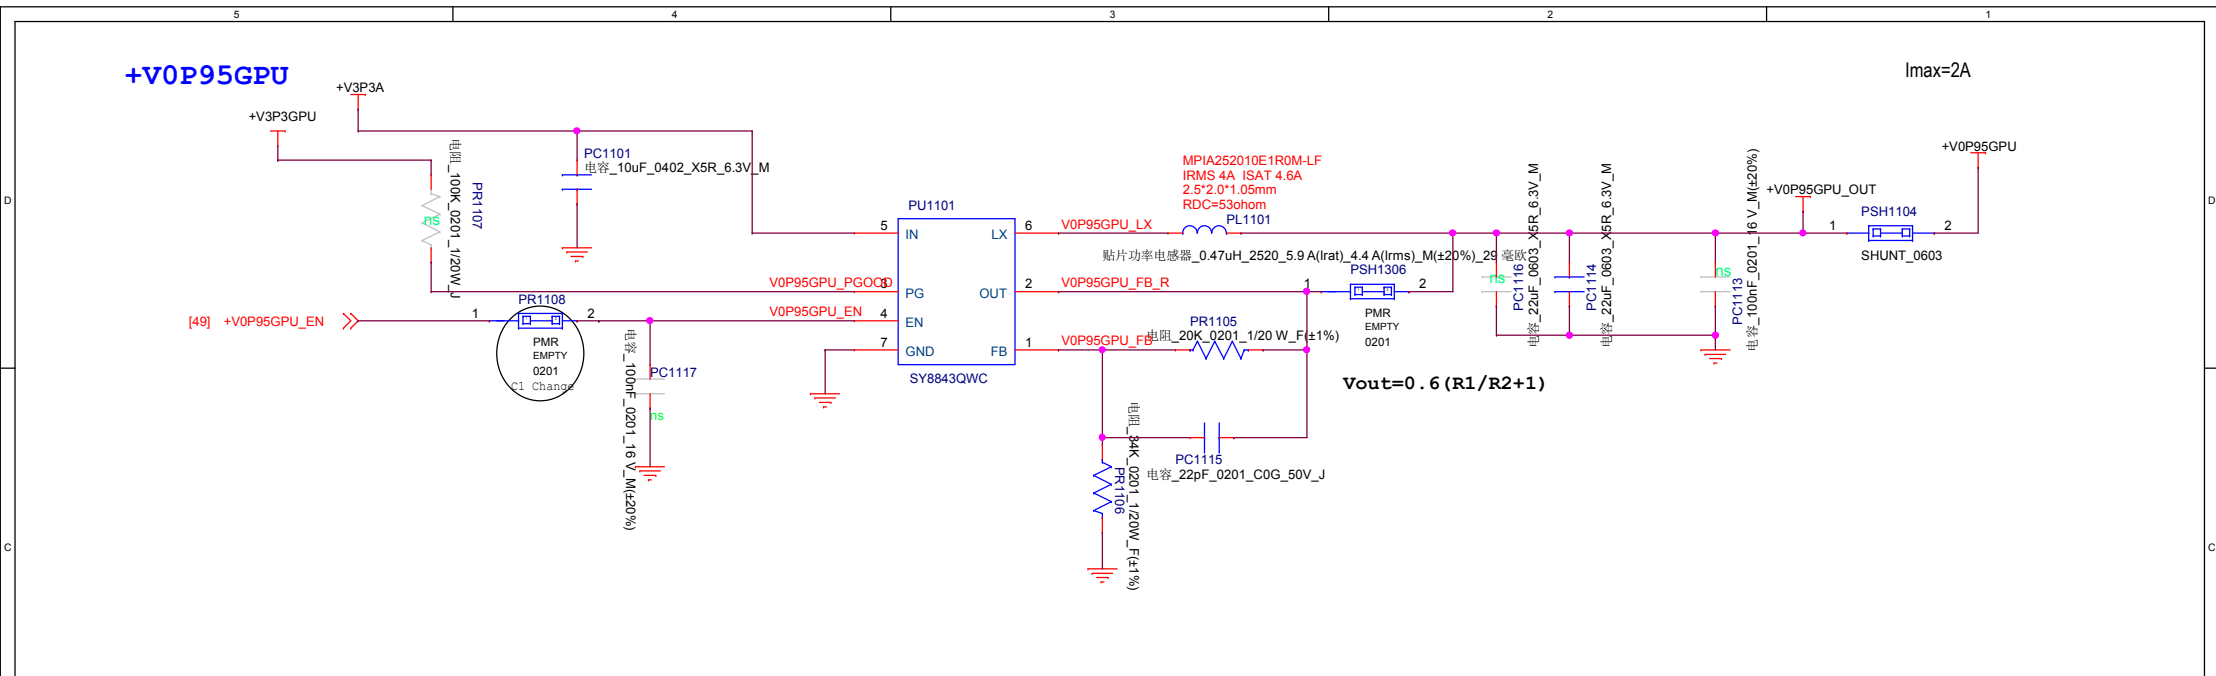 5
4
3
2
1
+V0P95GPU
Imax=2A
+V3P3A
+V3P3GPU
电阻_100K_0201_1/20W_J
PR1107
ns
PC1101
电容_10uF_0402_X5R_6.3V_M
D
D
PU1101
5
IN
LX
6
V0P95GPU_PGOOD
3
PG
OUT
2
V0P95GPU_EN
4
EN
7
GND
FB
1
SY8843QWC
[49]
+V0P95GPU_EN
1
PR1108
2
PMR
EMPTY
0201
C1 Change
电容_100nF_0201_16 V_M(±20%)
PC1117
ns
V0P95GPU_LX
MPIA252010E1R0M-LF
IRMS 4A  ISAT 4.6A
2.5*2.0*1.05mm
RDC=53ohom
PL1101
贴片功率电感器_0.47uH_2520_5.9 A(Irat)_4.4 A(Irms)_M(±20%)_29 毫欧
V0P95GPU_FB_R
1
PSH1306
2
PMR
EMPTY
0201
V0P95GPU_FB
PR1105
电阻_20K_0201_1/20 W_F(±1%)
Vout=0.6(R1/R2+1)
PC1115
电容_22pF_0201_C0G_50V_J
电阻_34K_0201_1/20W_F(±1%)
PR1106
ns
PC1116
电容_22uF_0603_X5R_6.3V_M
PC1114
电容_22uF_0603_X5R_6.3V_M
ns
PC1113
电容_100nF_0201_16 V_M(±20%)
+V0P95GPU_OUT
1
PSH1104
2
SHUNT_0603
+V0P95GPU
C
C